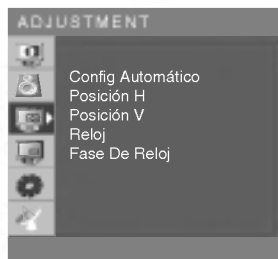 ADJUSTMENT
Config Automático
Posición H
Posición V
Reloj
Fase De Reloj